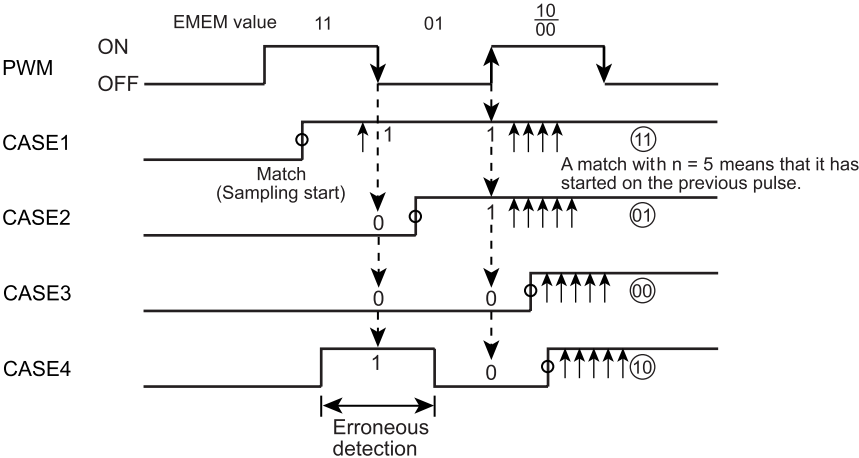 EMEM value 11 01 10
00
ON
PWM
OFF
CASE1 1 1 11
Match
(Sampling start)
A match with n = 5 means that it has
started on the previous pulse.
CASE2 0 1 01
CASE3 0 0 00
CASE4 1 0 10
Erroneous
detection